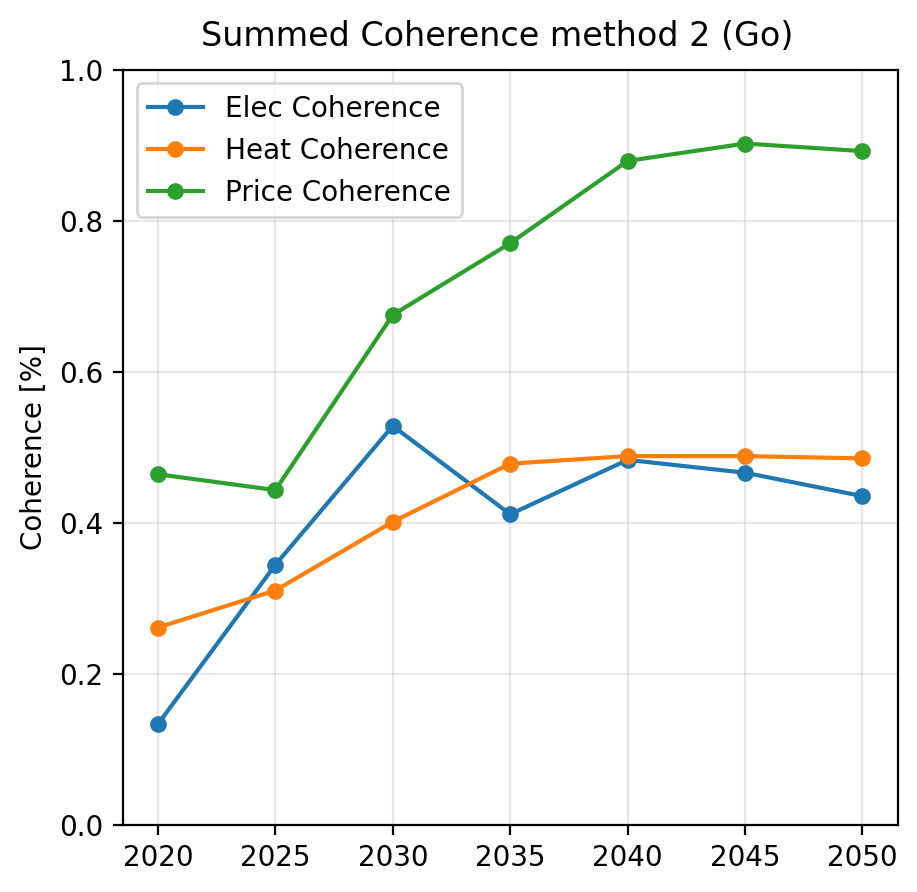 Summed Coherence method 2 (Go)
Elec Coherence
Heat Coherence
Price Coherence
Coherence [%]
1.0
0.8
0.6
0.4
0.2
0.0
2020 2025 2030 2035 2040 2045 2050